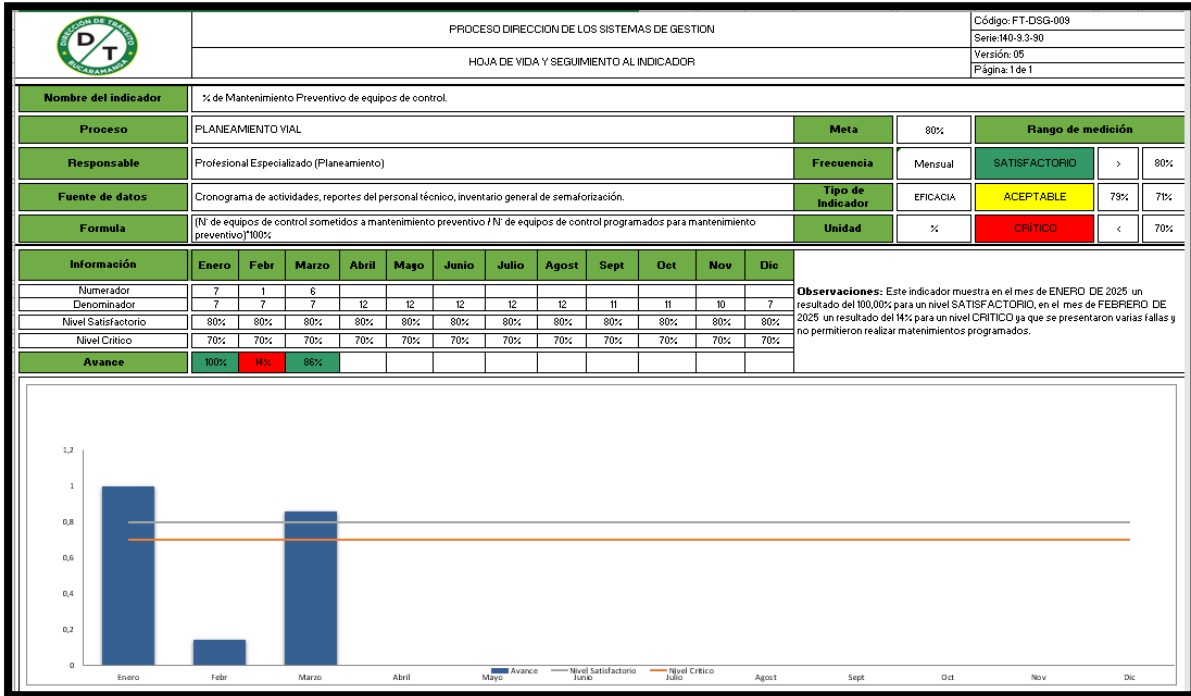 DIRECCIÓN DE TRÁNSITO
D/T
BUCARAMANGA
PROCESO DIRECCION DE LOS SISTEMAS DE GESTION
HOJA DE VIDA Y SEGUIMIENTO AL INDICADOR
Código: FT-DSG-009
Serie:140-9.3-90
Versión: 05
Página: 1 de 1
Nombre del indicador % de Mantenimiento Preventivo de equipos de control.
Proceso PLANEAMIENTO VIAL Meta 80% Rango de medición
Responsable Profesional Especializado (Planeamiento) Frecuencia Mensual SATISFACTORIO > 80%
Fuente de datos Cronograma de actividades, reportes del personal técnico, inventario general de semaforización. Tipo de Indicador EFICACIA ACEPTABLE 79% 71%
Formula (N° de equipos de control sometidos a mantenimiento preventivo / N° de equipos de control programados para mantenimiento
preventivo)*100% Unidad % CRÍTICO < 70%
Información Enero Febr Marzo Abril Mayo Junio Julio Agost Sept Oct Nov Dic
Numerador 7 1 6
Denominador 7 7 7 12 12 12 12 12 11 11 10 7
Nivel Satisfactorio 80% 80% 80% 80% 80% 80% 80% 80% 80% 80% 80% 80%
Nivel Critico 70% 70% 70% 70% 70% 70% 70% 70% 70% 70% 70% 70%
Avance 100% 14% 86%
Observaciones: Este indicador muestra en el mes de ENERO DE 2025 un
resultado del 100,00% para un nivel SATISFACTORIO, en el mes de FEBRERO DE
2025 un resultado del 14% para un nivel CRITICO ya que se presentaron varias fallas y
no permitieron realizar matenimientos programados.
1,2
1
0,8
0,6
0,4
0,2
0
Avance Nivel Satisfactorio Nivel Critico
Enero Febr Marzo Abril Mayo Junio Julio Agost Sept Oct Nov Dic